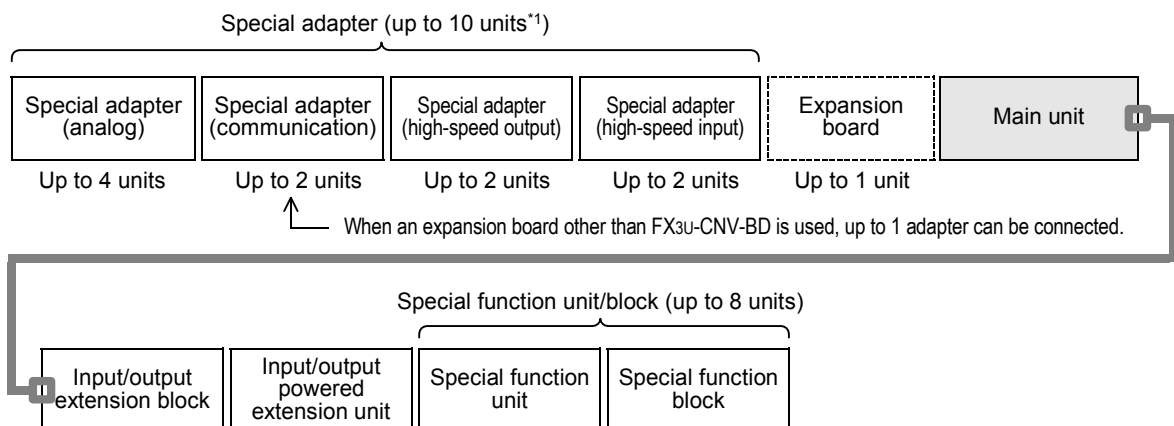 Special adapter (up to 10 units*1)
Special adapter
(analog)
Special adapter
(communication)
Special adapter
(high-speed output)
Special adapter
(high-speed input)
Expansion
board
Main unit
Up to 4 units
Up to 2 units
Up to 2 units
Up to 2 units
Up to 1 unit
When an expansion board other than FX3U-CNV-BD is used, up to 1 adapter can be connected.
Special function unit/block (up to 8 units)
Input/output
extension block
Input/output
powered
extension unit
Special function
unit
Special function
block